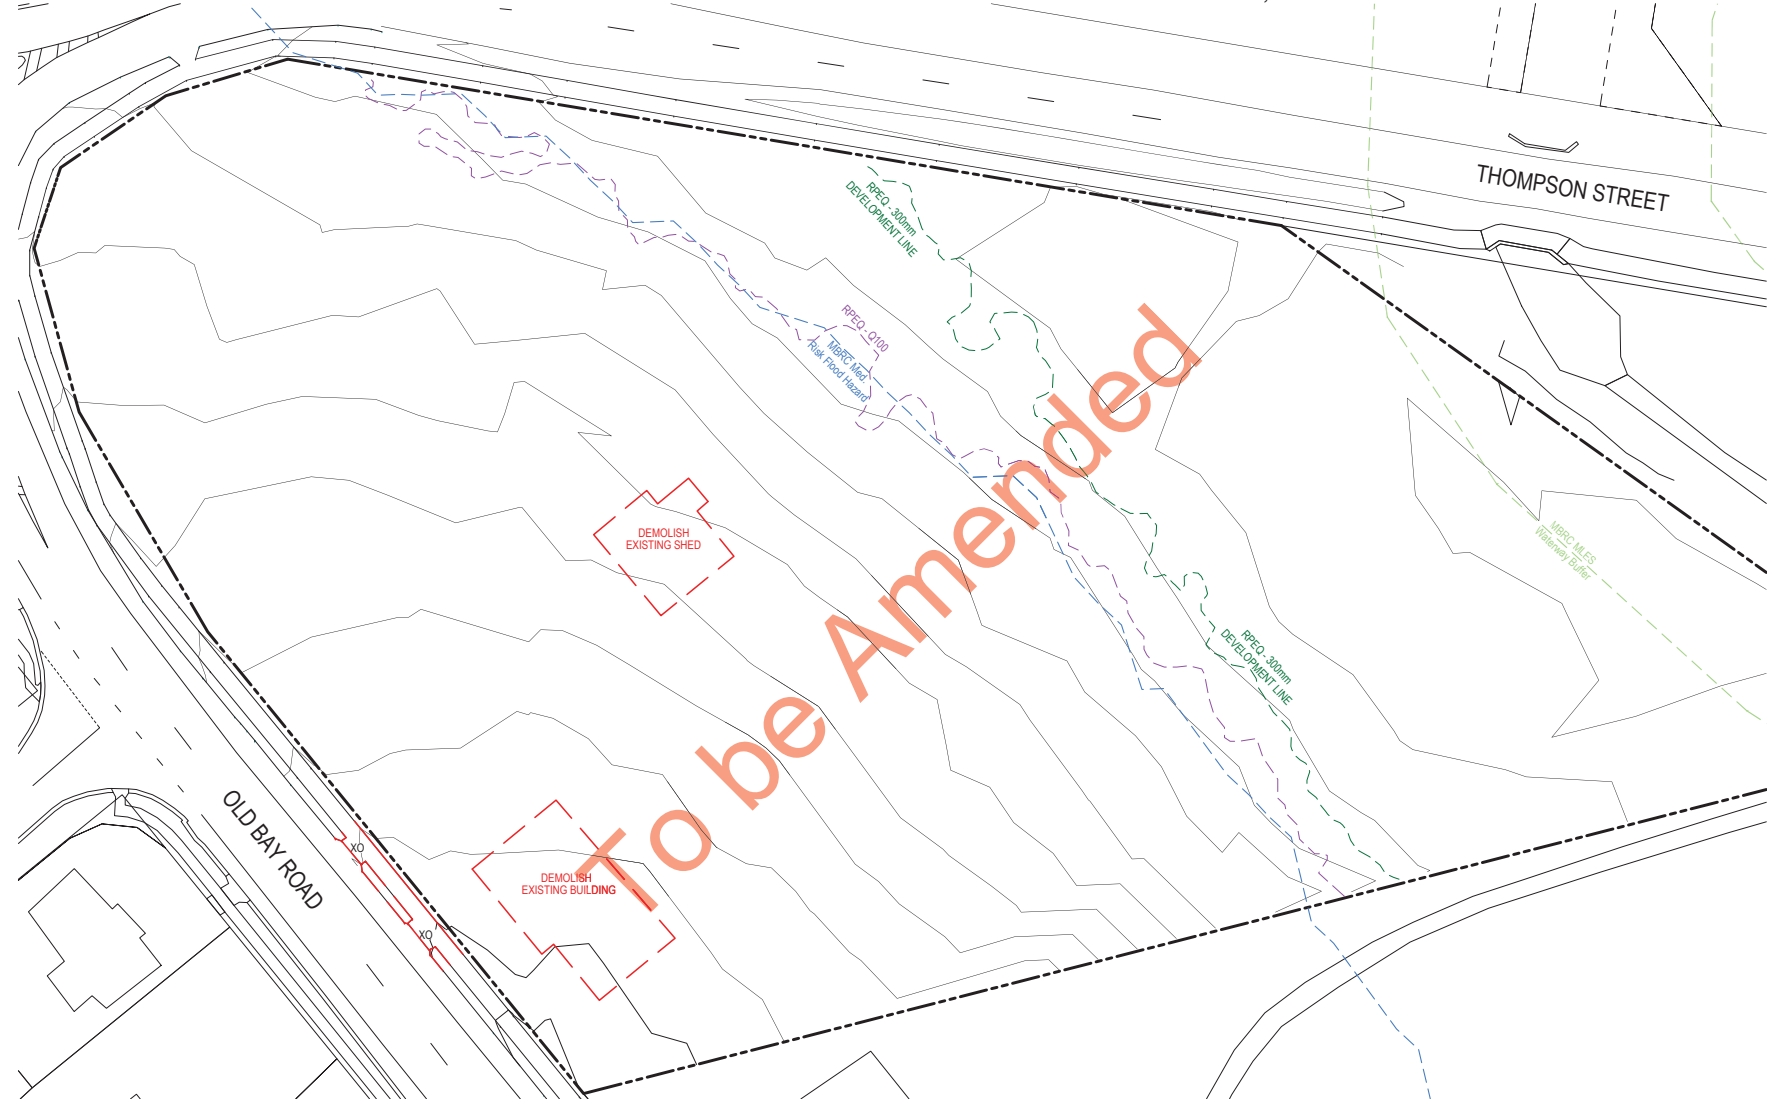 THOMPSON STREET
RPEQ - 300mm
DEVELOPMENT LINE
RPEQ - Q100
MBRC Med.
Risk Flood Hazard
To be Amended
DEMOLISH
EXISTING SHED
MBRC MLES
Waterway Buffer
RPEQ - 300mm
DEVELOPMENT LINE
OLD BAY ROAD
XO
DEMOLISH
EXISTING BUILDING
XO